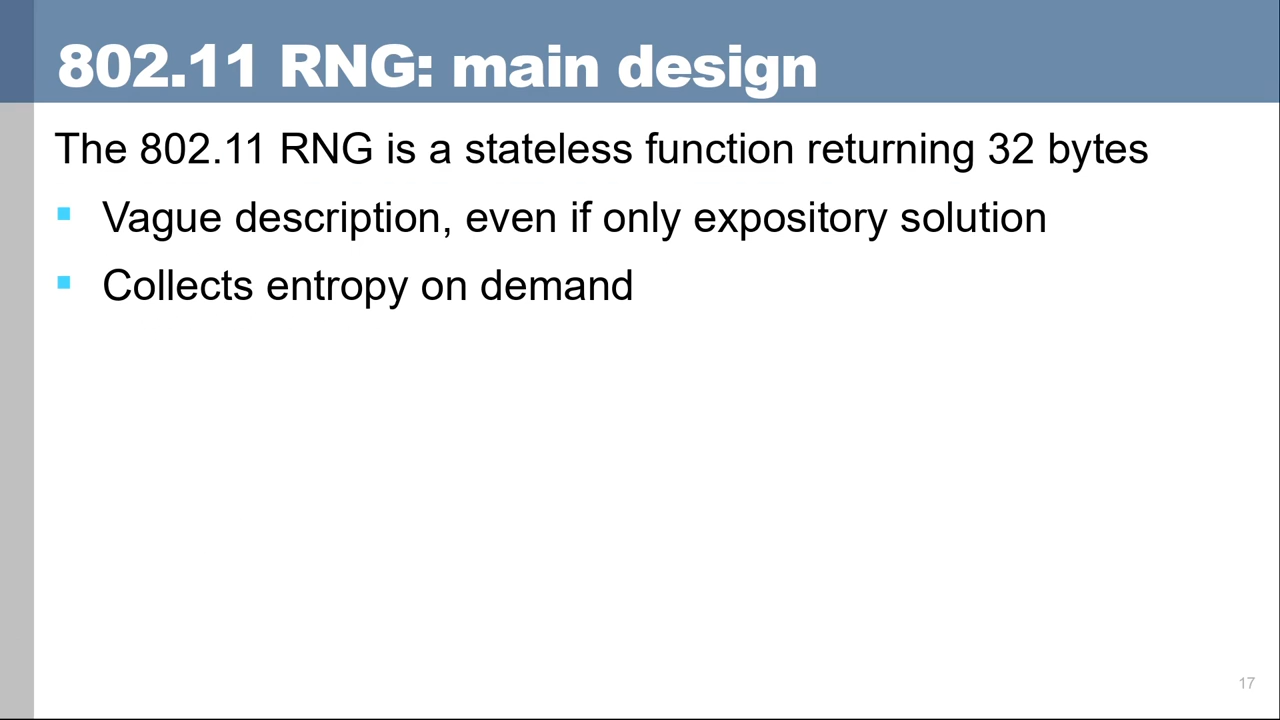 802.11 RNG: main design
The 802.11 RNG is a stateless function returning 32 bytes
Vague description, even if only expository solution
Collects entropy on demand
17